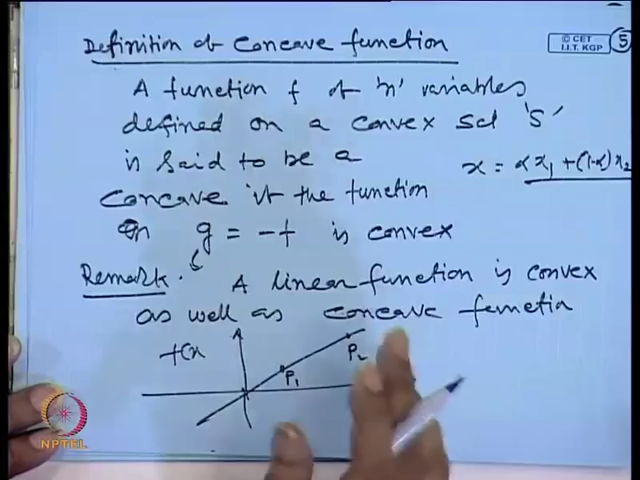 Definition of Concave function
© CET
I.I.T. KGP
5
A function f of 'n' variables
defined on a convex set 'S'
is said to be a
x = αx₁ + (1-α)x₂
concave if the function
g = -f is convex
Remark. A linear function is convex
as well as concave function
f(x
P₁
P₂
NPTEL